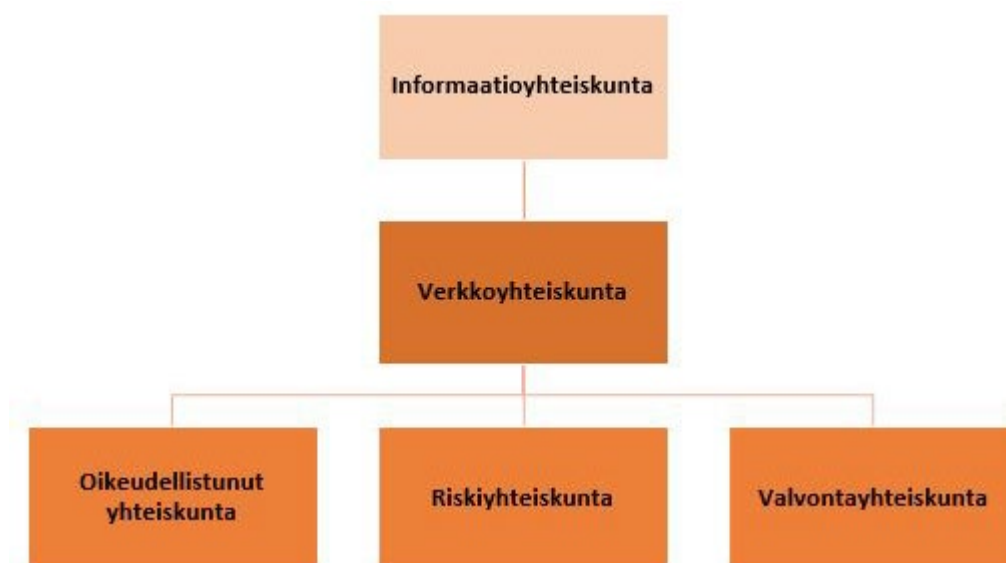 Informaatioyhteiskunta
Verkkoyhteiskunta
Oikeudellistunut
yhteiskunta
Riskiyhteiskunta
Valvontayhteiskunta